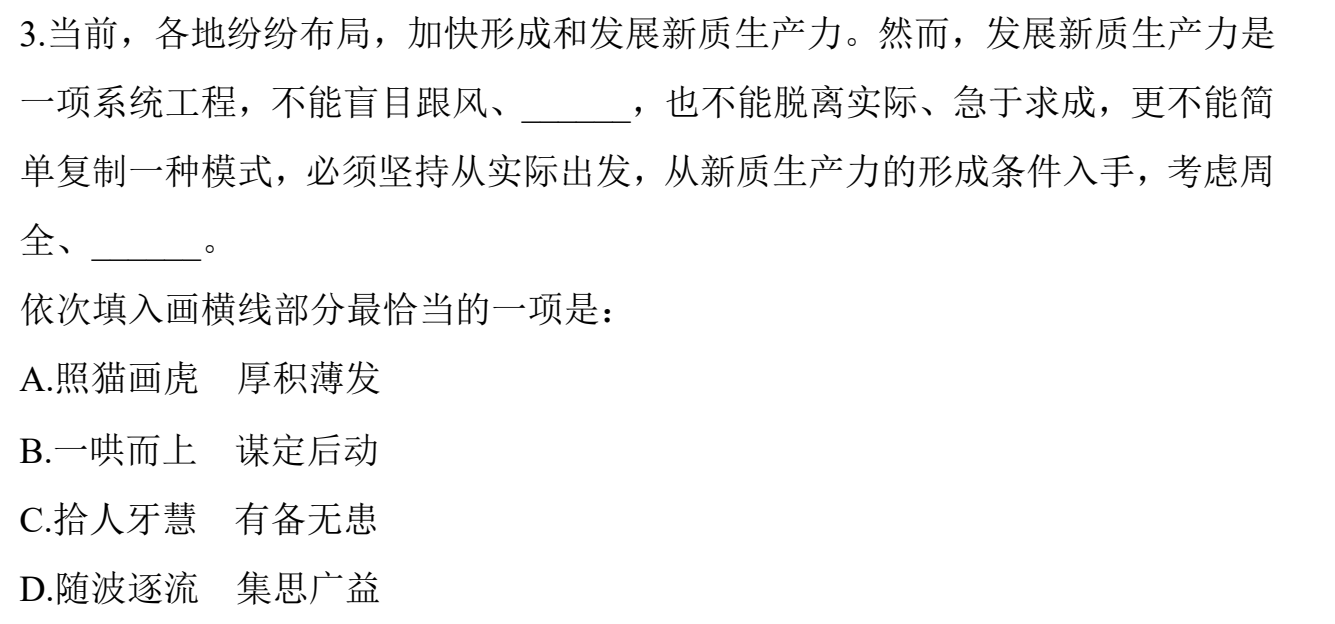 3.当前，各地纷纷布局，加快形成和发展新质生产力。然而，发展新质生产力是
一项系统工程，不能盲目跟风、______，也不能脱离实际、急于求成，更不能简
单复制一种模式，必须坚持从实际出发，从新质生产力的形成条件入手，考虑周
全、______。
依次填入画横线部分最恰当的一项是：
A.照猫画虎 厚积薄发
B.一哄而上 谋定后动
C.拾人牙慧 有备无患
D.随波逐流 集思广益